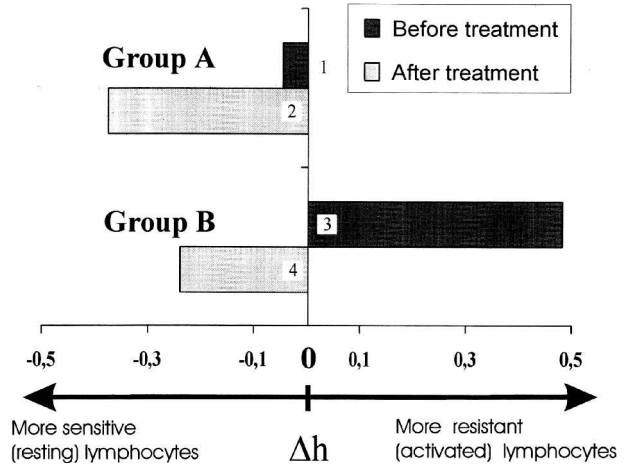 Before treatment
After treatment
Group A
1
2
Group B
3
4
-0,5 -0,3 -0,1 0 0,1 0,3 0,5
More sensitive
(resting) lymphocytes
Δh
More resistant
(activated) lymphocytes